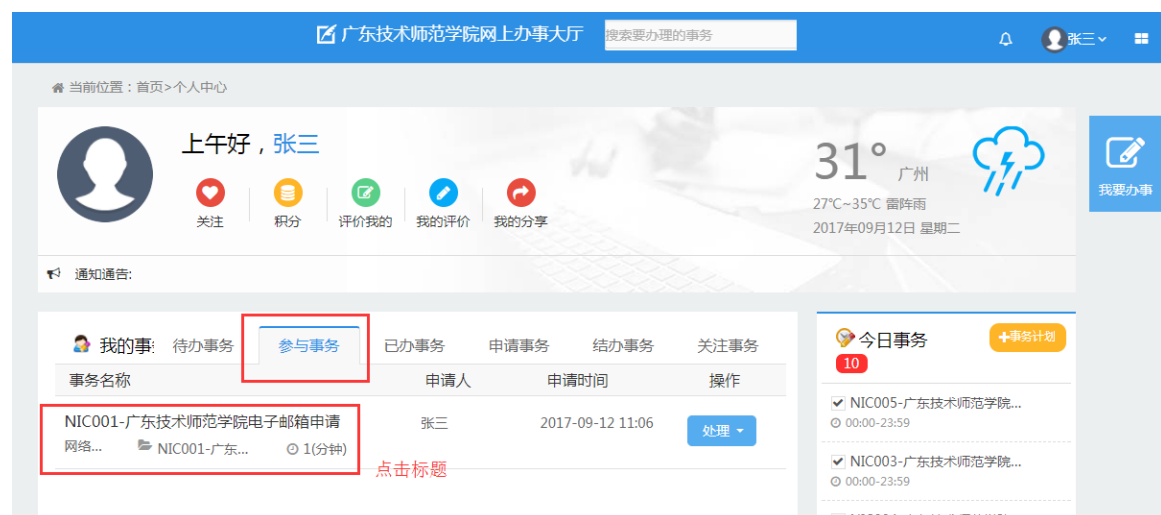 广东技术师范学院网上办事大厅 搜索要办理的事务 张三
当前位置：首页>个人中心
上午好，张三
关注 积分 评价我的 我的评价 我的分享
31° 广州
27℃~35℃ 雷阵雨
2017年09月12日 星期二
我要办事
通知通告:
我的事 待办事务 参与事务 已办事务 申请事务 结办事务 关注事务
事务名称 申请人 申请时间 操作
NIC001-广东技术师范学院电子邮箱申请 张三 2017-09-12 11:06 处理
网络... NIC001-广东... 1(分钟)
点击标题
今日事务 +事务计划
10
NIC005-广东技术师范学院...
00:00-23:59
NIC003-广东技术师范学院...
00:00-23:59